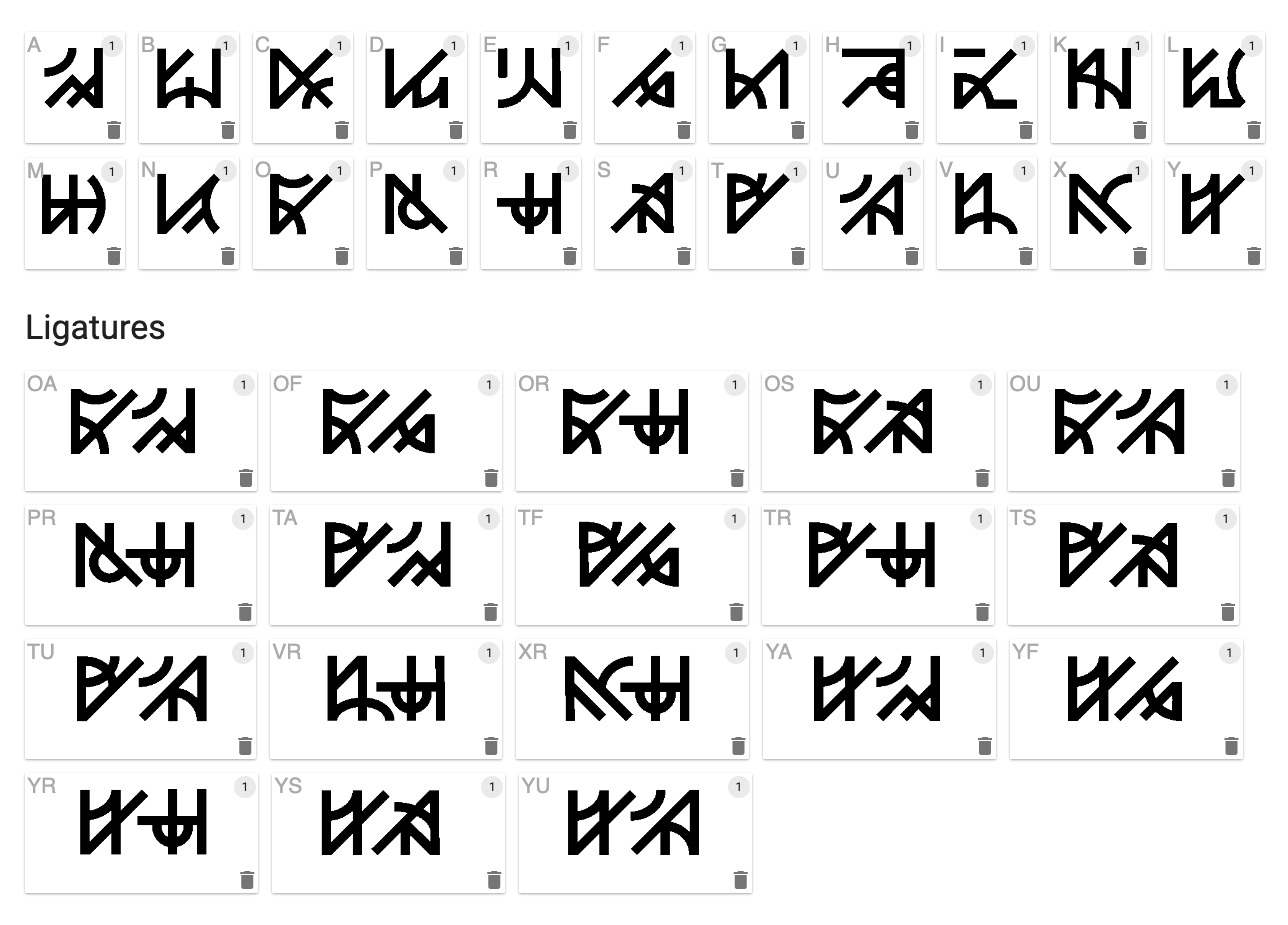 A 1 B 1 C 1 D 1 E 1 F 1 G 1 H 1 I 1 K 1 L 1
M 1 N 1 O 1 P 1 R 1 S 1 T 1 U 1 V 1 X 1 Y 1
Ligatures
OA 1 OF 1 OR 1 OS 1 OU 1
PR 1 TA 1 TF 1 TR 1 TS 1
TU 1 VR 1 XR 1 YA 1 YF 1
YR 1 YS 1 YU 1